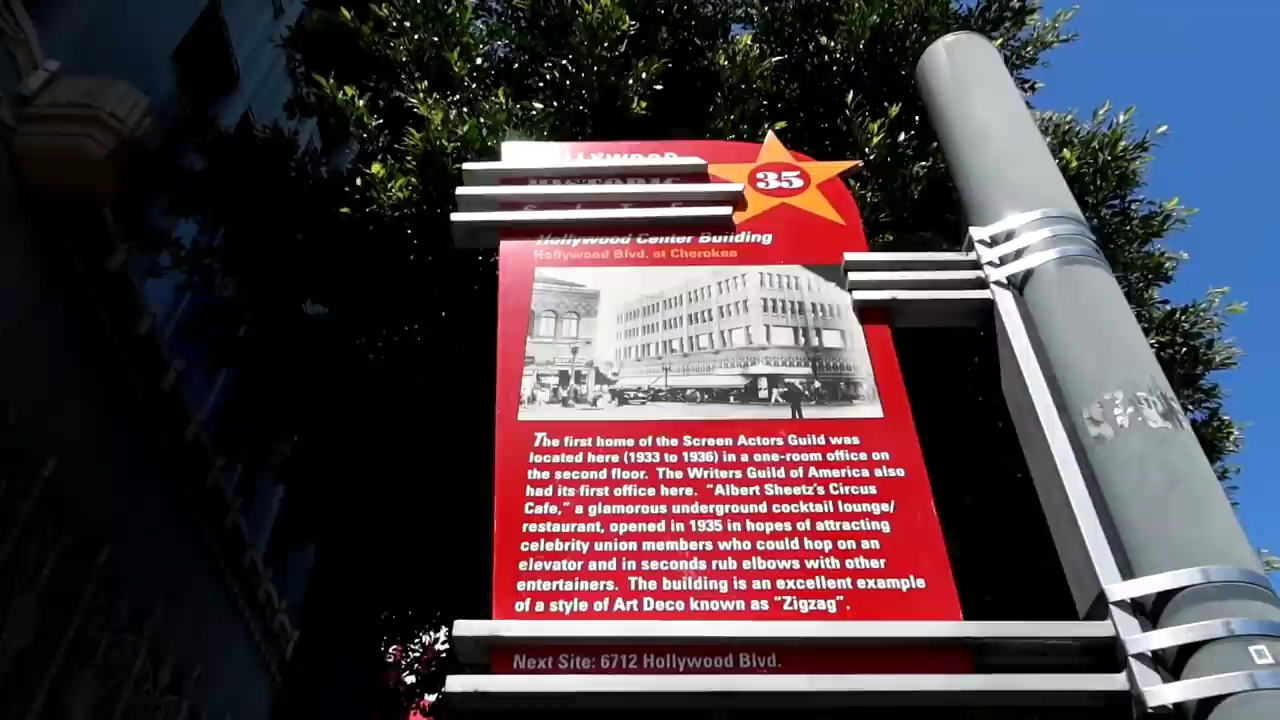 HOLLYWOOD
HISTORIC
35
Hollywood Center Building
Hollywood Blvd. at Cherokee
The first home of the Screen Actors Guild was
located here (1933 to 1936) in a one-room office on
the second floor. The Writers Guild of America also
had its first office here. "Albert Sheetz's Circus
Cafe," a glamorous underground cocktail lounge/
restaurant, opened in 1935 in hopes of attracting
celebrity union members who could hop on an
elevator and in seconds rub elbows with other
entertainers. The building is an excellent example
of a style of Art Deco known as "Zigzag".
Next Site: 6712 Hollywood Blvd.